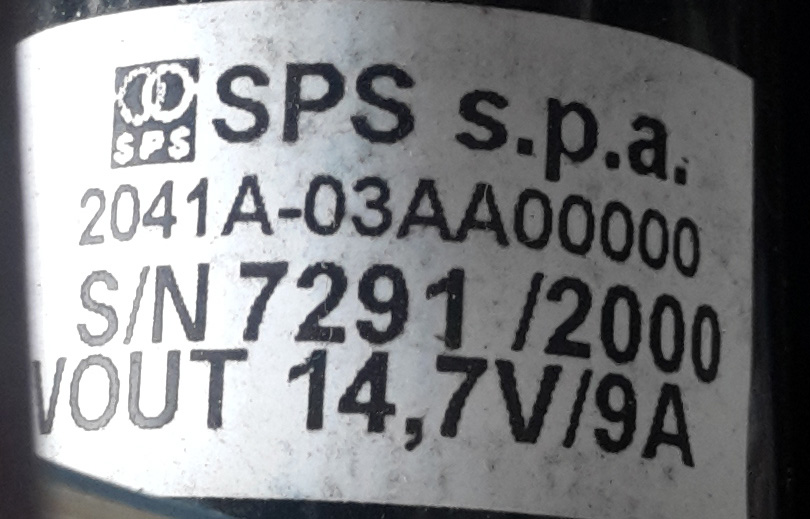 SPS SPS s.p.a.
2041A-03AA00000
S/N 7291 /2000
VOUT 14,7V/9A